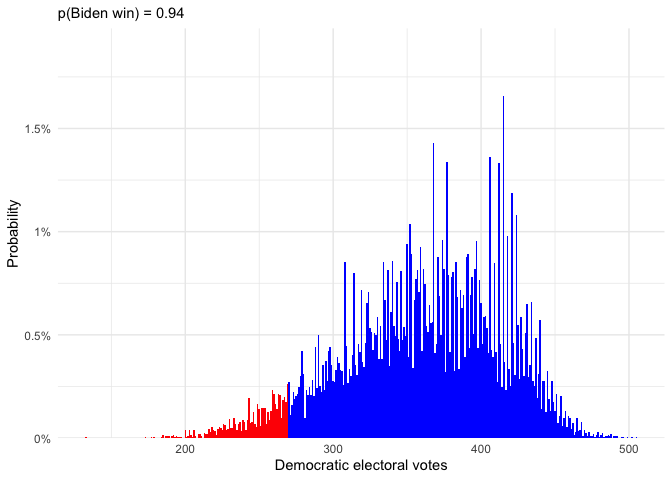 p(Biden win) = 0.94
Probability
1.5%
1%
0.5%
0%
200
300
400
500
Democratic electoral votes